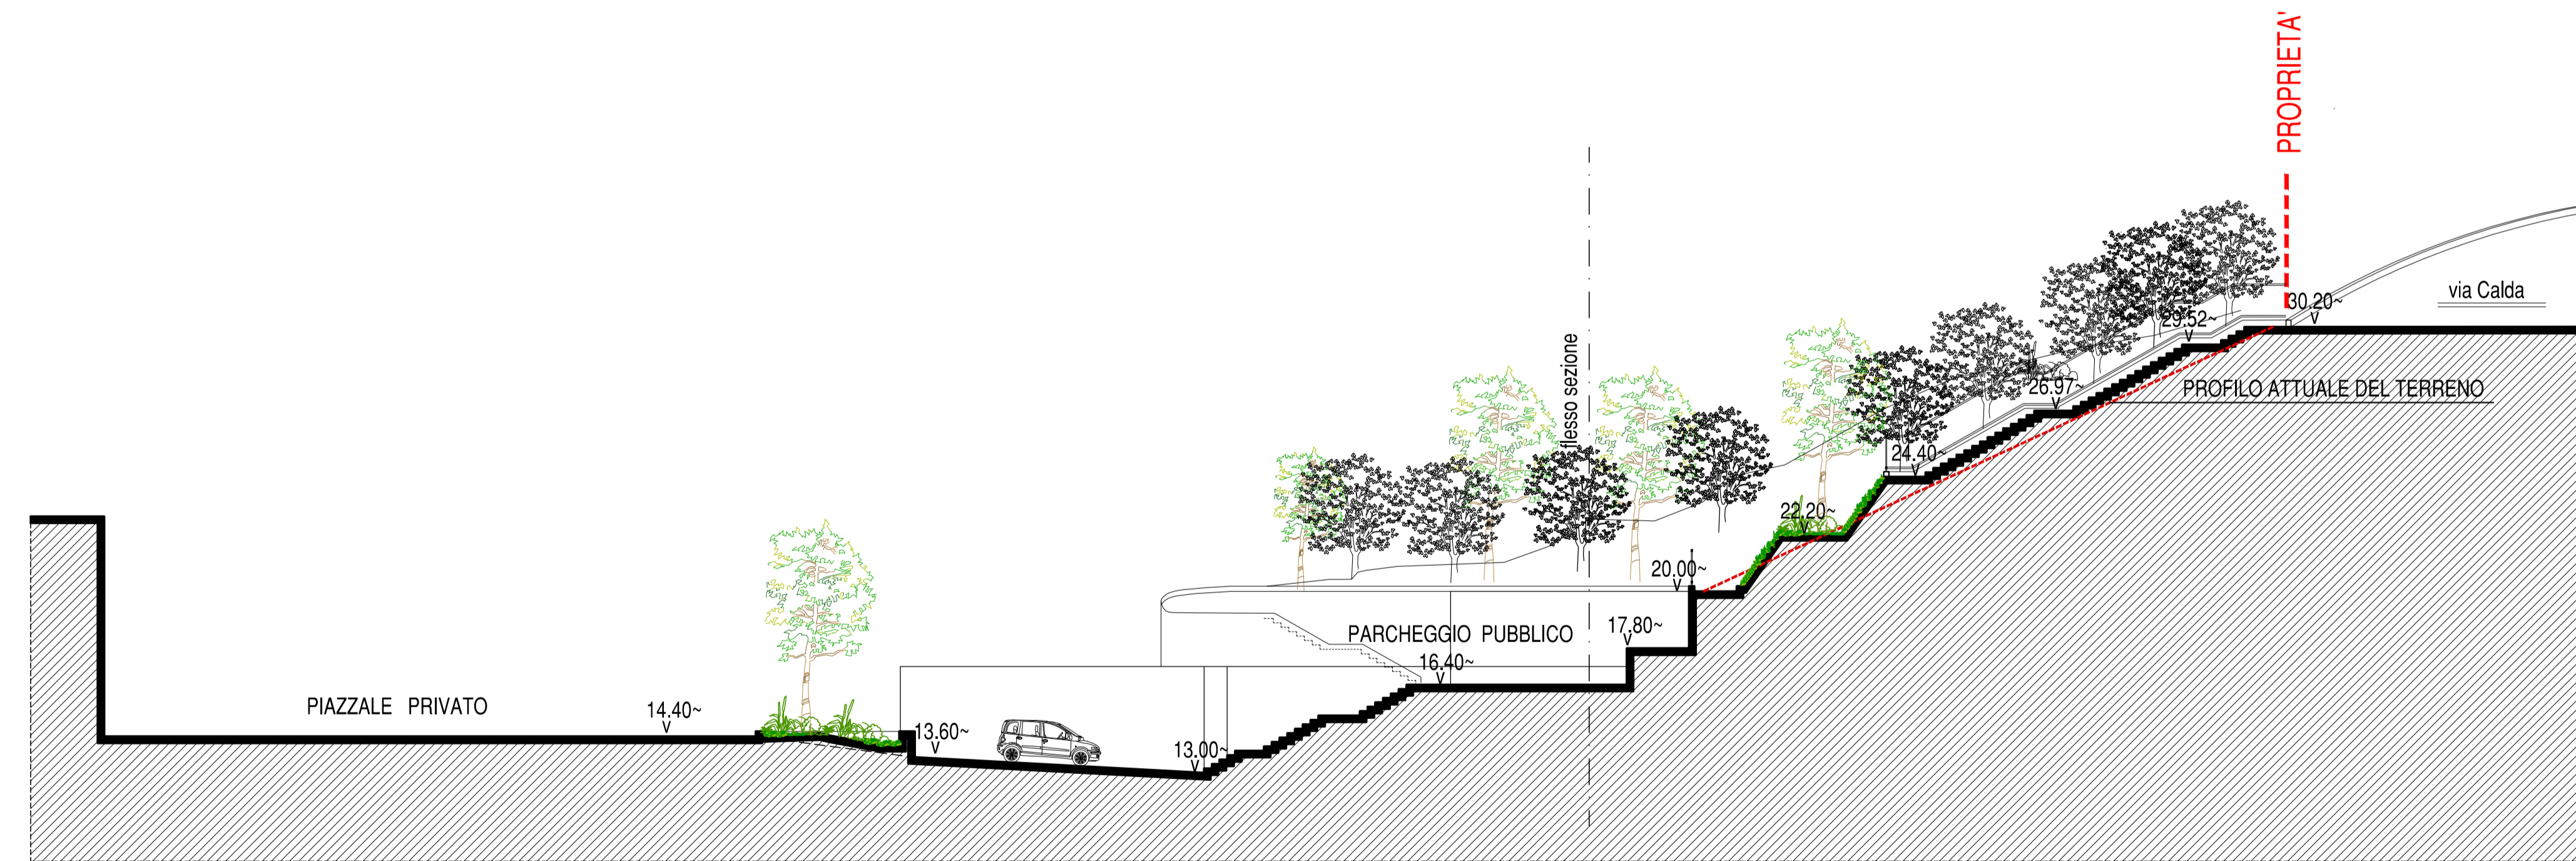 PROPRIETA'
via Calda
30.20~
29.52~
PROFILO ATTUALE DEL TERRENO
26.97~
flesso sezione
24.40~
22.20~
20.00~
17.80~
PARCHEGGIO PUBBLICO
16.40~
PIAZZALE PRIVATO
14.40~
13.60~
13.00~